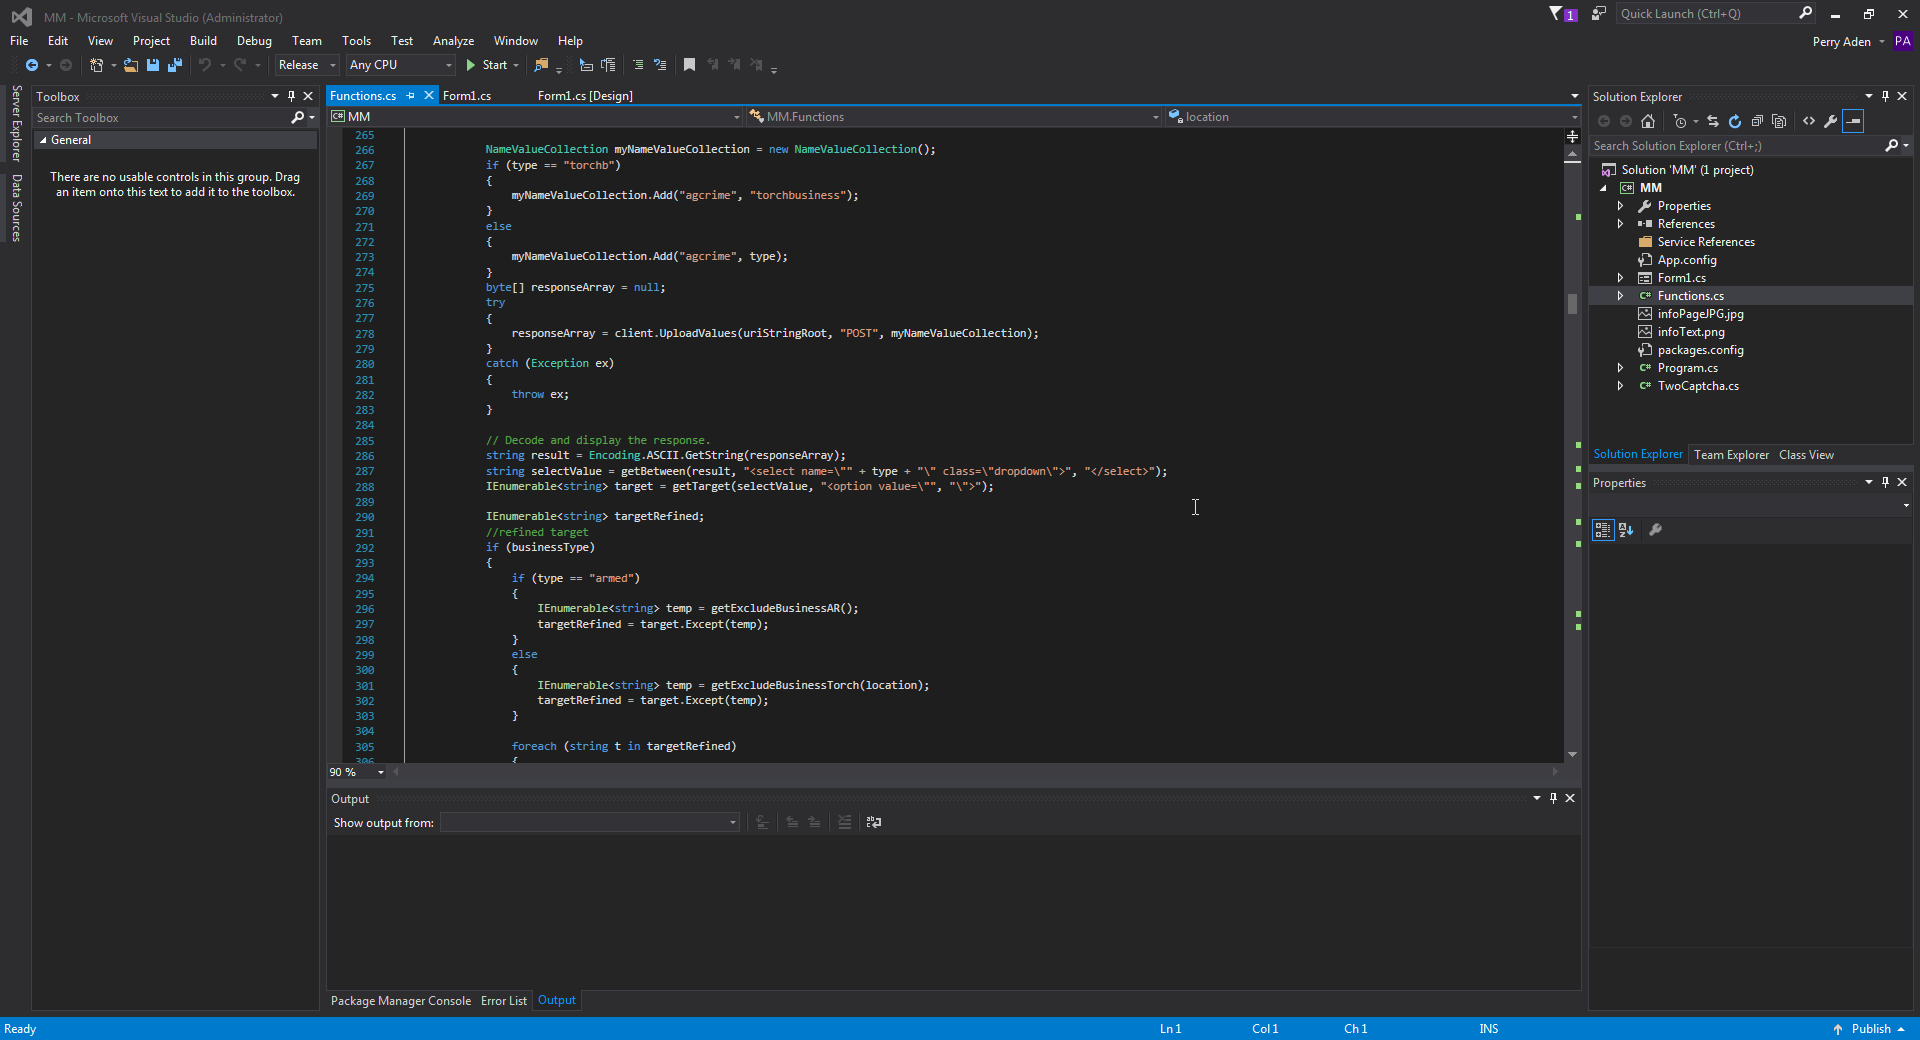 MM - Microsoft Visual Studio (Administrator)
1
Quick Launch (Ctrl+Q)
File Edit View Project Build Debug Team Tools Test Analyze Window Help
Perry Aden PA
Release Any CPU Start
Server Explorer
Data Sources
Toolbox
Search Toolbox
General
There are no usable controls in this group. Drag
an item onto this text to add it to the toolbox.
Functions.cs Form1.cs Form1.cs [Design]
C# MM MM.Functions location
265
266 NameValueCollection myNameValueCollection = new NameValueCollection();
267 if (type == "torchb")
268 {
269 myNameValueCollection.Add("agcrime", "torchbusiness");
270 }
271 else
272 {
273 myNameValueCollection.Add("agcrime", type);
274 }
275 byte[] responseArray = null;
276 try
277 {
278 responseArray = client.UploadValues(uriStringRoot, "POST", myNameValueCollection);
279 }
280 catch (Exception ex)
281 {
282 throw ex;
283 }
284
285 // Decode and display the response.
286 string result = Encoding.ASCII.GetString(responseArray);
287 string selectValue = getBetween(result, "<select name=\"" + type + "\" class=\"dropdown\">", "</select>");
288 IEnumerable<string> target = getTarget(selectValue, "<option value=\"", "\">");
289
290 IEnumerable<string> targetRefined;
291 //refined target
292 if (businessType)
293 {
294 if (type == "armed")
295 {
296 IEnumerable<string> temp = getExcludeBusinessAR();
297 targetRefined = target.Except(temp);
298 }
299 else
300 {
301 IEnumerable<string> temp = getExcludeBusinessTorch(location);
302 targetRefined = target.Except(temp);
303 }
304
305 foreach (string t in targetRefined)
306 {
90 %
Output
Show output from:
Package Manager Console Error List Output
Solution Explorer
Search Solution Explorer (Ctrl+;)
Solution 'MM' (1 project)
C# MM
Properties
References
Service References
App.config
Form1.cs
C# Functions.cs
infoPageJPG.jpg
infoText.png
packages.config
C# Program.cs
C# TwoCaptcha.cs
Solution Explorer Team Explorer Class View
Properties
Ready Ln 1 Col 1 Ch 1 INS Publish